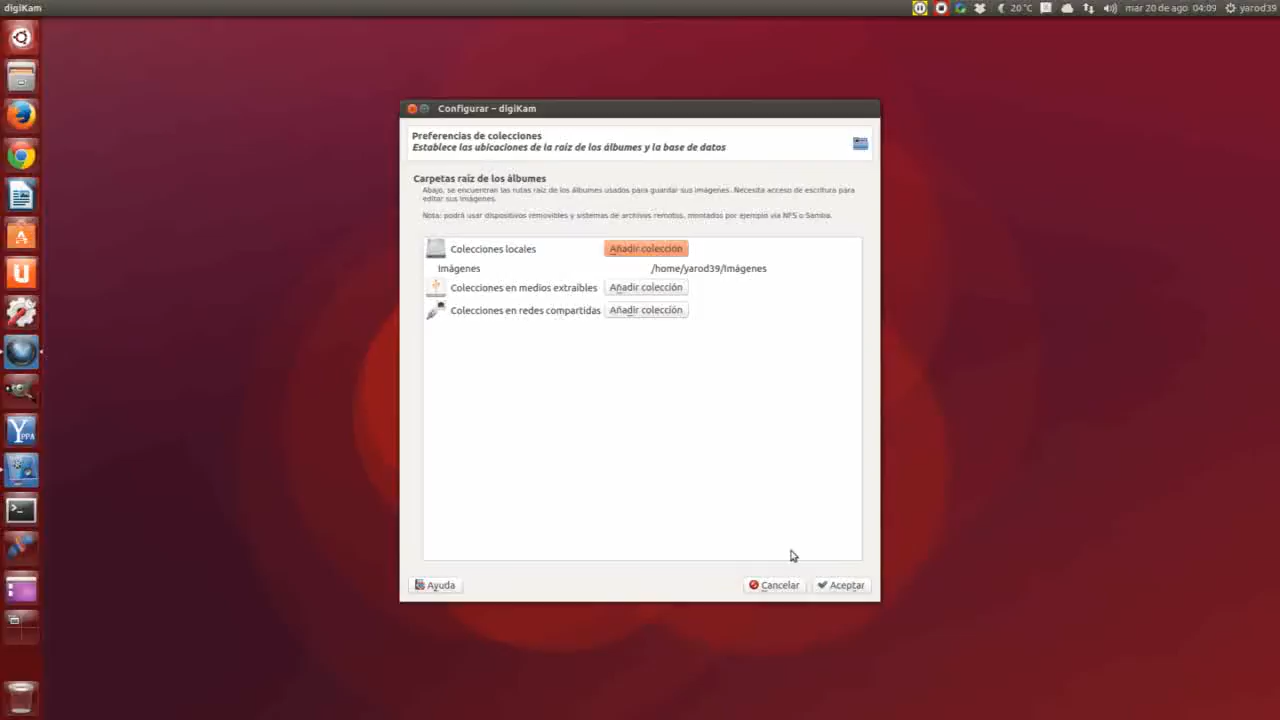 digiKam
20 °C
mar 20 de ago 04:09
yarod39
Configurar – digiKam
Preferencias de colecciones
Establece las ubicaciones de la raíz de los álbumes y la base de datos
Carpetas raíz de los álbumes
Abajo, se encuentran las rutas raíz de los álbumes usados para guardar sus imágenes. Necesita acceso de escritura para
editar sus imágenes.
Nota: podrá usar dispositivos removibles y sistemas de archivos remotos, montados por ejemplo vía NFS o Samba.
Colecciones locales Añadir colección
Imágenes /home/yarod39/Imágenes
Colecciones en medios extraíbles Añadir colección
Colecciones en redes compartidas Añadir colección
Ayuda Cancelar Aceptar
Y PPA